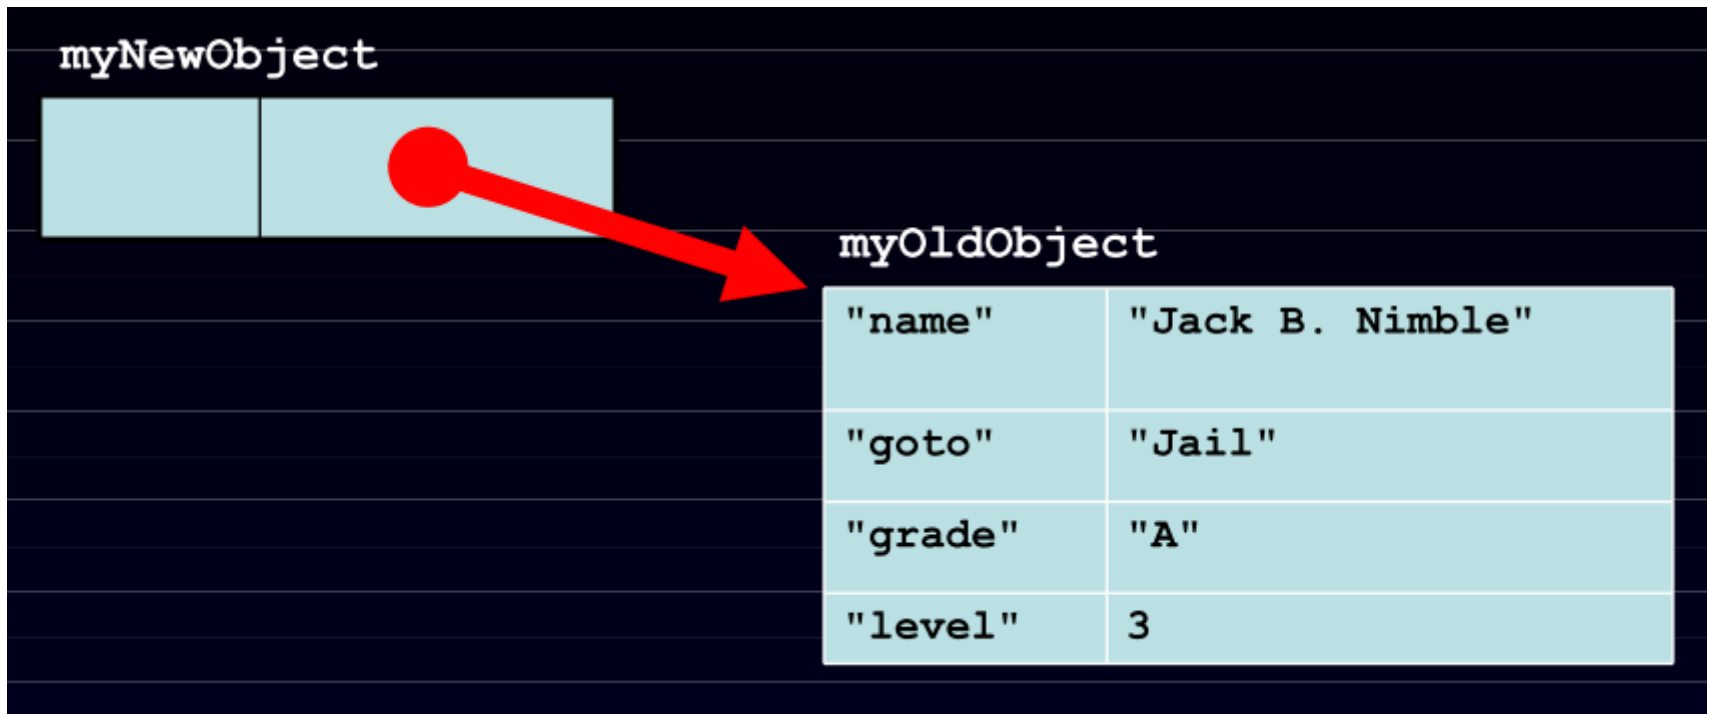 myNewObject
myOldObject
"name" "Jack B. Nimble"
"goto" "Jail"
"grade" "A"
"level" 3